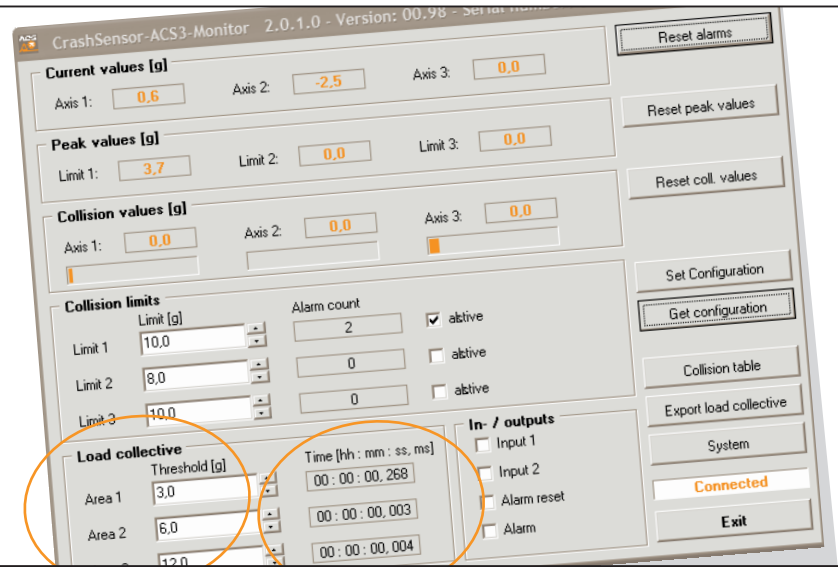 ACS
CrashSensor-ACS3-Monitor 2.0.1.0 - Version: 00.98 - Serial
Current values [g]
Axis 1: 0,6 Axis 2: -2,5 Axis 3: 0,0
Reset alarms
Peak values [g]
Limit 1: 3,7 Limit 2: 0,0 Limit 3: 0,0
Reset peak values
Collision values [g]
Axis 1: 0,0 Axis 2: 0,0 Axis 3: 0,0
Reset coll. values
Collision limits
Limit [g] Alarm count
Limit 1 10,0 2 aktive
Limit 2 8,0 0 aktive
Limit 3 10,0 0 aktive
Set Configuration
Get configuration
Collision table
Export load collective
System
Connected
Exit
Load collective
Threshold [g] Time [hh : mm : ss, ms]
Area 1 3,0 00 : 00 : 00, 268
Area 2 6,0 00 : 00 : 00, 003
12,0 00 : 00 : 00, 004
In- / outputs
Input 1
Input 2
Alarm reset
Alarm